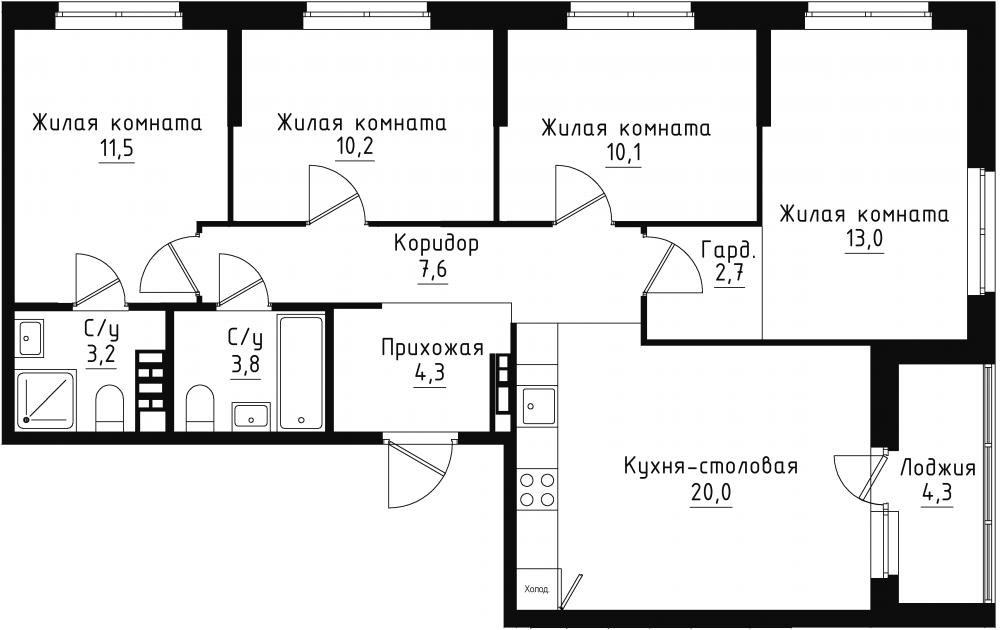 Жилая комната
11,5
Жилая комната
10,2
Жилая комната
10,1
Жилая комната
13,0
Коридор
7,6
Гард.
2,7
С/у
3,2
С/у
3,8
Прихожая
4,3
Кухня-столовая
20,0
Лоджия
4,3
Холод.